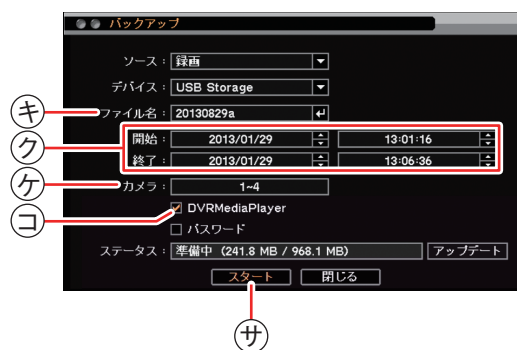 バックアップ
ソース : 録画
デバイス : USB Storage
キ ファイル名 : 20130829a
ク 開始 : 2013/01/29 13:01:16
終了 : 2013/01/29 13:06:36
ケ カメラ : 1~4
コ DVRMediaPlayer
パスワード
ステータス : 準備中 (241.8 MB / 968.1 MB) アップデート
スタート 閉じる
サ